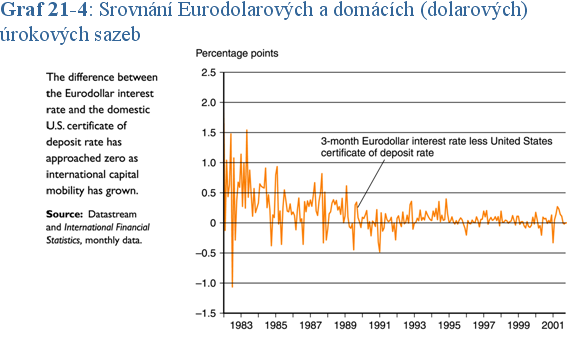 Graf 21-4: Srovnání Eurodolarových a domácích (dolarových)
úrokových sazeb
Percentage points
The difference between
the Eurodollar interest
rate and the domestic
U.S. certificate of
deposit rate has
approached zero as
international capital
mobility has grown.
Source: Datastream
and International Financial
Statistics, monthly data.
2.5
2.0
1.5
1.0
0.5
0
–0.5
–1.0
–1.5
3-month Eurodollar interest rate less United States
certificate of deposit rate
1983 1985 1987 1989 1991 1993 1995 1997 1999 2001